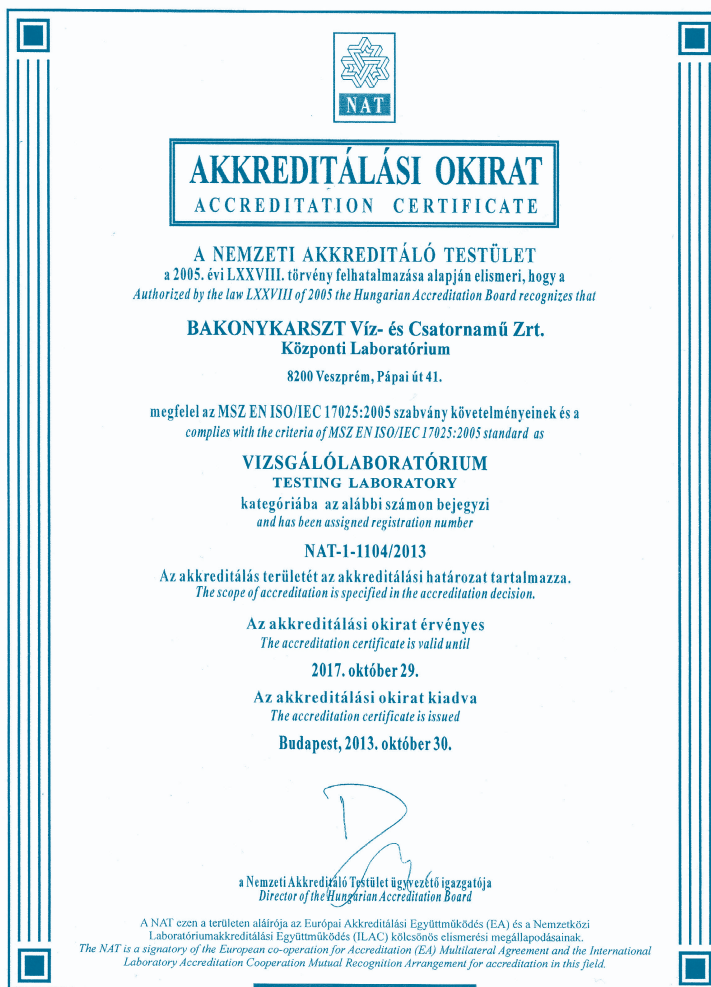 NAT
AKKREDITÁLÁSI OKIRAT
ACCREDITATION CERTIFICATE
A NEMZETI AKKREDITÁLÓ TESTÜLET
a 2005. évi LXXVIII. törvény felhatalmazása alapján elismeri, hogy a
Authorized by the law LXXVIII of 2005 the Hungarian Accreditation Board recognizes that
BAKONYKARSZT Víz- és Csatornamű Zrt.
Központi Laboratórium
8200 Veszprém, Pápai út 41.
megfelel az MSZ EN ISO/IEC 17025:2005 szabvány követelményeinek és a
complies with the criteria of MSZ EN ISO/IEC 17025:2005 standard as
VIZSGÁLÓLABORATÓRIUM
TESTING LABORATORY
kategóriába az alábbi számon bejegyzi
and has been assigned registration number
NAT-1-1104/2013
Az akkreditálás területét az akkreditálási határozat tartalmazza.
The scope of accreditation is specified in the accreditation decision.
Az akkreditálási okirat érvényes
The accreditation certificate is valid until
2017. október 29.
Az akkreditálási okirat kiadva
The accreditation certificate is issued
Budapest, 2013. október 30.
a Nemzeti Akkreditáló Testület ügyvezető igazgatója
Director of the Hungarian Accreditation Board
A NAT ezen a területen aláírója az Európai Akkreditálási Együttműködés (EA) és a Nemzetközi
Laboratóriumakkreditálási Együttműködés (ILAC) kölcsönös elismerési megállapodásainak.
The NAT is a signatory of the European co-operation for Accreditation (EA) Multilateral Agreement and the International
Laboratory Accreditation Cooperation Mutual Recognition Arrangement for accreditation in this field.